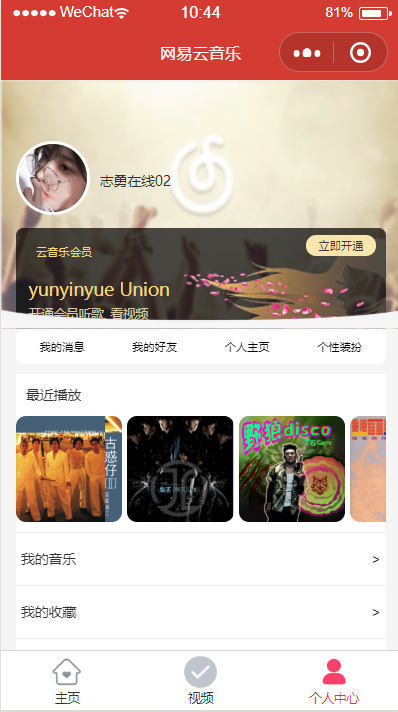 ●●●●● WeChat 10:44 81%
网易云音乐
志勇在线02
云音乐会员 立即开通
yunyinyue Union
开通会员听歌 看视频
我的消息 我的好友 个人主页 个性装扮
最近播放
古惑仔
野狼disco
我的音乐 >
我的收藏 >
主页 视频 个人中心